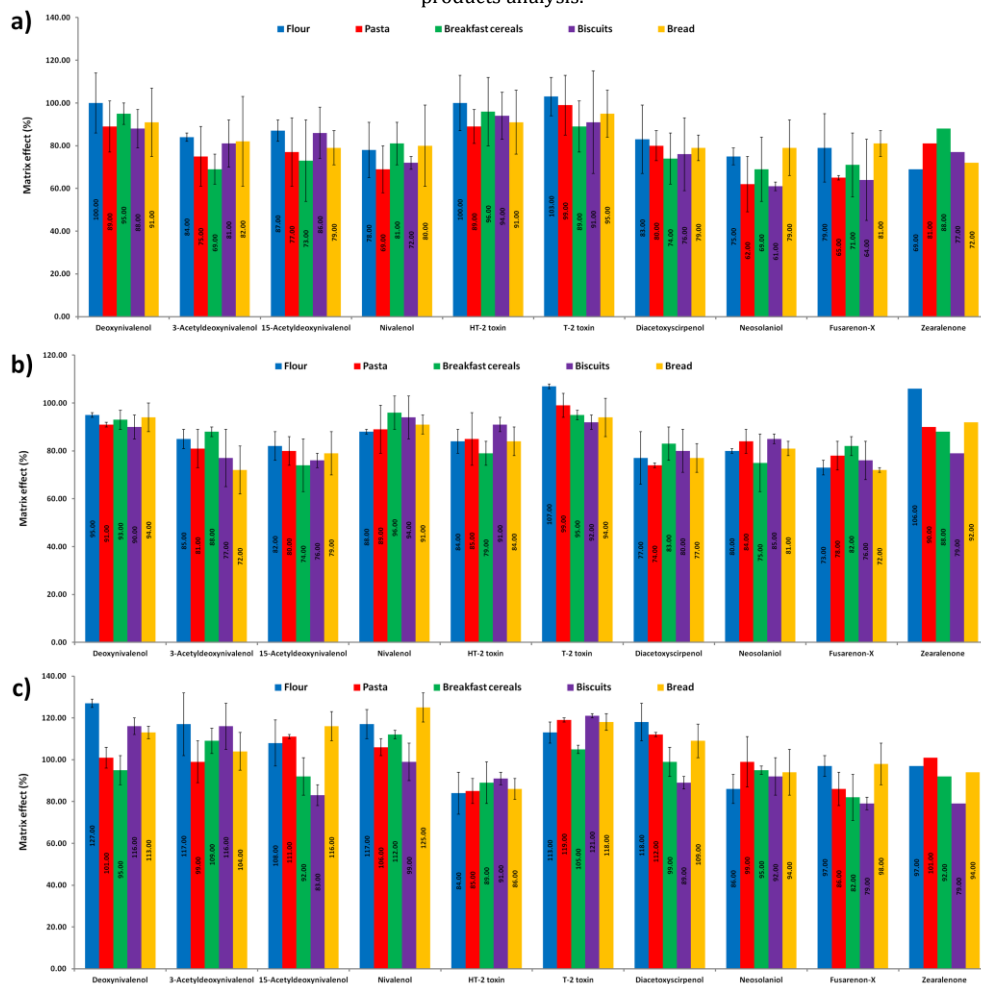 products analysis.
a)
Flour Pasta Breakfast cereals Biscuits Bread
Matrix effect (%)
140.00
120.00
100.00
80.00
60.00
40.00
20.00
0.00
100.00 89.00 95.00 88.00 91.00
84.00 75.00 69.00 81.00 82.00
87.00 77.00 73.00 86.00 79.00
78.00 69.00 81.00 72.00 80.00
100.00 89.00 96.00 94.00 91.00
103.00 99.00 89.00 91.00 95.00
83.00 80.00 74.00 76.00 79.00
75.00 62.00 69.00 61.00 79.00
79.00 65.00 71.00 64.00 81.00
69.00 81.00 88.00 77.00 72.00
Deoxynivalenol 3-Acetyldeoxynivalenol 15-Acetyldeoxynivalenol Nivalenol HT-2 toxin T-2 toxin Diacetoxyscirpenol Neosolaniol Fusarenon-X Zearalenone
b)
Flour Pasta Breakfast cereals Biscuits Bread
Matrix effect (%)
120.00
100.00
80.00
60.00
40.00
20.00
0.00
95.00 91.00 93.00 90.00 94.00
85.00 81.00 88.00 77.00 72.00
82.00 80.00 74.00 76.00 79.00
88.00 89.00 96.00 94.00 91.00
84.00 85.00 79.00 91.00 84.00
107.00 99.00 95.00 92.00 94.00
77.00 74.00 83.00 80.00 77.00
80.00 84.00 75.00 85.00 81.00
73.00 78.00 82.00 76.00 72.00
106.00 90.00 88.00 79.00 92.00
Deoxynivalenol 3-Acetyldeoxynivalenol 15-Acetyldeoxynivalenol Nivalenol HT-2 toxin T-2 toxin Diacetoxyscirpenol Neosolaniol Fusarenon-X Zearalenone
c)
Flour Pasta Breakfast cereals Biscuits Bread
Matrix effect (%)
140.00
120.00
100.00
80.00
60.00
40.00
20.00
0.00
127.00 101.00 95.00 116.00 113.00
117.00 99.00 109.00 116.00 104.00
108.00 111.00 92.00 83.00 116.00
117.00 106.00 112.00 99.00 125.00
84.00 85.00 89.00 91.00 86.00
113.00 119.00 105.00 121.00 118.00
118.00 112.00 99.00 89.00 109.00
86.00 99.00 95.00 92.00 94.00
97.00 86.00 82.00 79.00 98.00
97.00 101.00 92.00 79.00 94.00
Deoxynivalenol 3-Acetyldeoxynivalenol 15-Acetyldeoxynivalenol Nivalenol HT-2 toxin T-2 toxin Diacetoxyscirpenol Neosolaniol Fusarenon-X Zearalenone